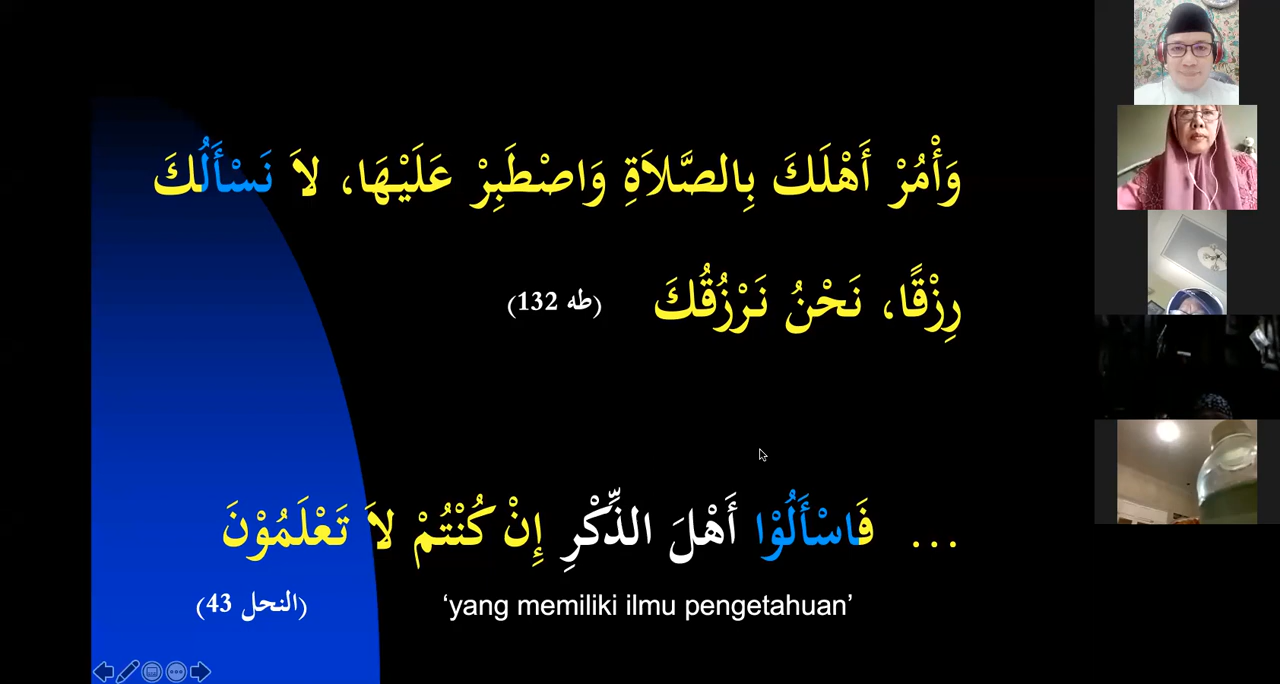 وَأْمُرْ أَهْلَكَ بِالصَّلاَةِ وَاصْطَبِرْ عَلَيْهَا، لاَ نَسْأَلُكَ
رِزْقًا، نَحْنُ نَرْزُقُكَ (طه 132)
... فَاسْأَلُوْا أَهْلَ الذِّكْرِ إِنْ كُنْتُمْ لاَ تَعْلَمُوْنَ
‘yang memiliki ilmu pengetahuan’ (النحل 43)